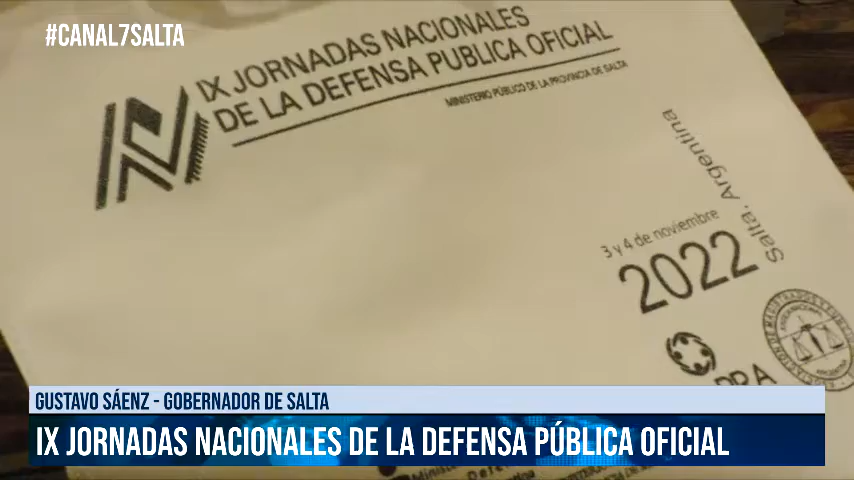 #CANAL7SALTA
IX JORNADAS NACIONALES
DE LA DEFENSA PUBLICA OFICIAL
MINISTERIO PÚBLICO DE LA PROVINCIA DE SALTA
Salta, Argentina
3 y 4 de noviembre
2022
GUSTAVO SÁENZ - GOBERNADOR DE SALTA
IX JORNADAS NACIONALES DE LA DEFENSA PÚBLICA OFICIAL